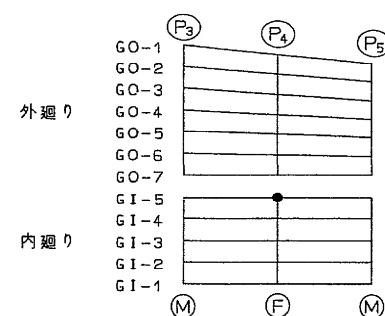 P3 P4 P5
GO-1
GO-2
GO-3
外廻り GO-4
GO-5
GO-6
GO-7
GI-5
GI-4
内廻り GI-3
GI-2
GI-1
M F M